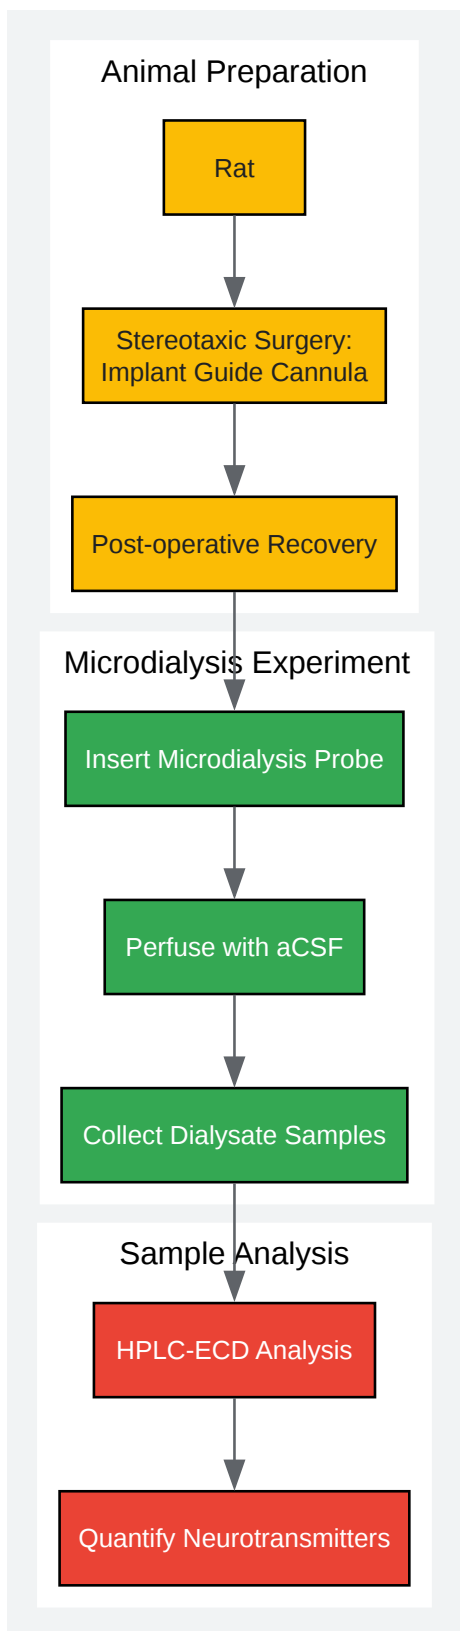 Animal Preparation
Rat
Stereotaxic Surgery:
Implant Guide Cannula
Post-operative Recovery
Microdialysis Experiment
Insert Microdialysis Probe
Perfuse with aCSF
Collect Dialysate Samples
Sample Analysis
HPLC-ECD Analysis
Quantify Neurotransmitters